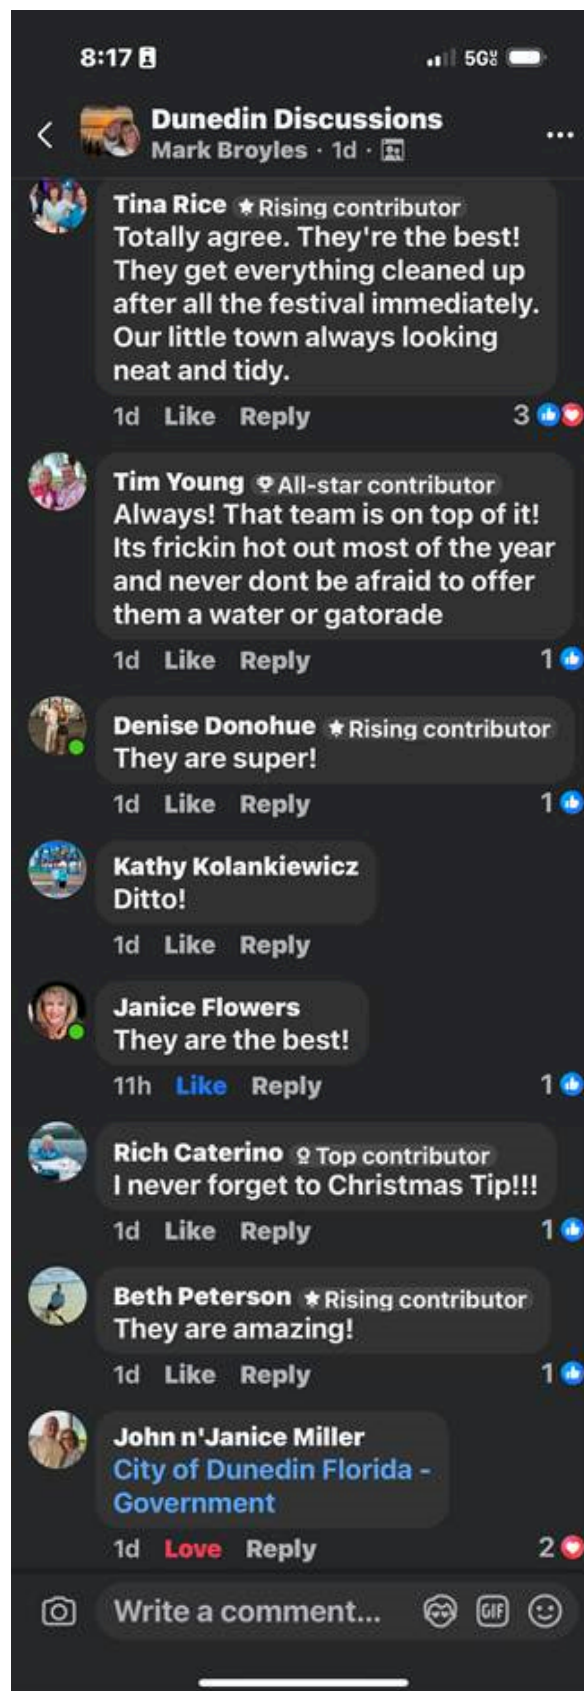 8:17
5G
Dunedin Discussions
Mark Broyles · 1d ·
Tina Rice Rising contributor
Totally agree. They're the best!
They get everything cleaned up
after all the festival immediately.
Our little town always looking
neat and tidy.
1d Like Reply 3
Tim Young All-star contributor
Always! That team is on top of it!
Its frickin hot out most of the year
and never dont be afraid to offer
them a water or gatorade
1d Like Reply 1
Denise Donohue Rising contributor
They are super!
1d Like Reply 1
Kathy Kolankiewicz
Ditto!
1d Like Reply
Janice Flowers
They are the best!
11h Like Reply 1
Rich Caterino Top contributor
I never forget to Christmas Tip!!!
1d Like Reply 1
Beth Peterson Rising contributor
They are amazing!
1d Like Reply 1
John n'Janice Miller
City of Dunedin Florida -
Government
1d Love Reply 2
Write a comment...
GIF